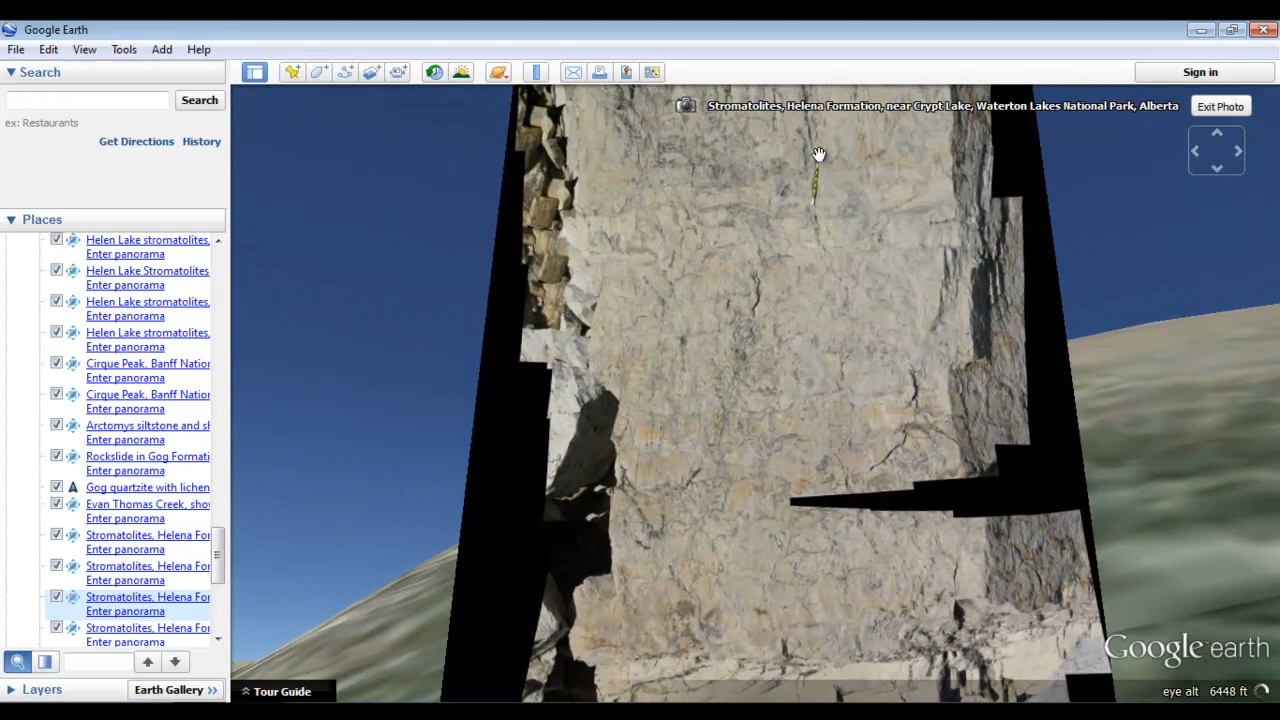 Google Earth
File Edit View Tools Add Help
Search
Search
ex: Restaurants
Get Directions History
Places
Helen Lake stromatolites,
Enter panorama
Helen Lake Stromatolites
Enter panorama
Helen Lake stromatolites,
Enter panorama
Helen Lake stromatolites,
Enter panorama
Cirque Peak, Banff Nation
Enter panorama
Cirque Peak, Banff Nation
Enter panorama
Arctomys siltstone and sh
Enter panorama
Rockslide in Gog Formati
Enter panorama
Gog quartzite with lichen
Evan Thomas Creek, sho
Enter panorama
Stromatolites, Helena For
Enter panorama
Stromatolites, Helena For
Enter panorama
Stromatolites, Helena For
Enter panorama
Stromatolites, Helena For
Enter panorama
Layers
Earth Gallery >>
Sign in
Stromatolites, Helena Formation, near Crypt Lake, Waterton Lakes National Park, Alberta
Exit Photo
Google earth
Tour Guide
eye alt 6448 ft